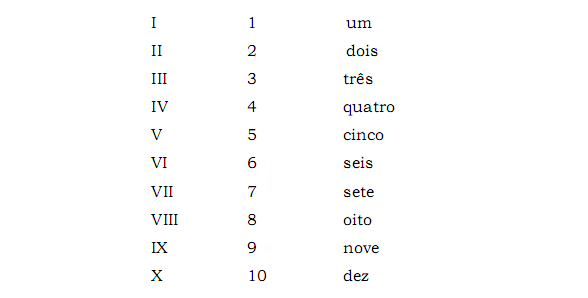 I 1 um
II 2 dois
III 3 três
IV 4 quatro
V 5 cinco
VI 6 seis
VII 7 sete
VIII 8 oito
IX 9 nove
X 10 dez